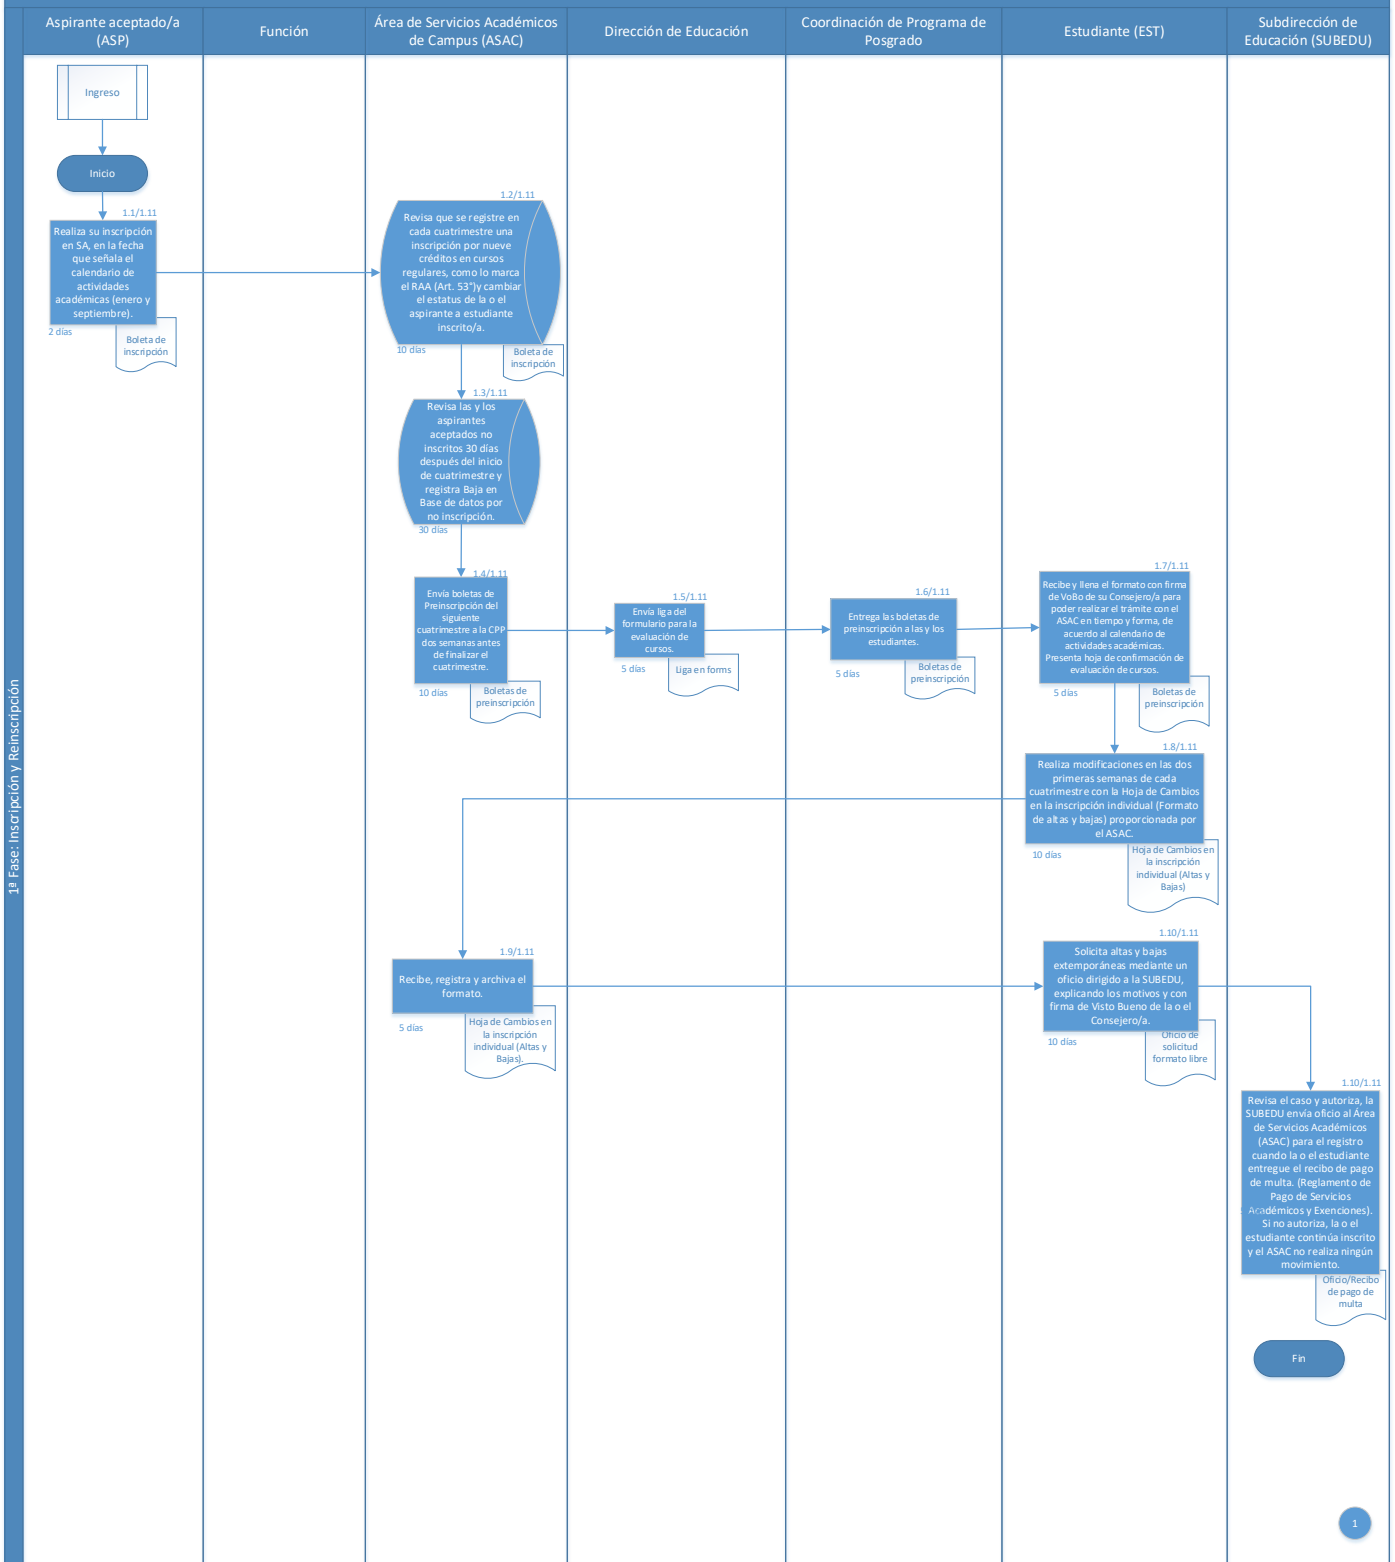 Aspirante aceptado/a
(ASP)
Función
Área de Servicios Académicos
de Campus (ASAC)
Dirección de Educación
Coordinación de Programa de
Posgrado
Estudiante (EST)
Subdirección de
Educación (SUBEDU)
1ª Fase: Inscripción y Reinscripción
Ingreso
Inicio
1.1/1.11
Realiza su inscripción
en SA, en la fecha
que señala el
calendario de
actividades
académicas (enero y
septiembre).
2 días
Boleta de
inscripción
1.2/1.11
Revisa que se registre en
cada cuatrimestre una
inscripción por nueve
créditos en cursos
regulares, como lo marca
el RAA (Art. 53°)y cambiar
el estatus de la o el
aspirante a estudiante
inscrito/a.
10 días
Boleta de
inscripción
1.3/1.11
Revisa las y los
aspirantes
aceptados no
inscritos 30 días
después del inicio
de cuatrimestre y
registra Baja en
Base de datos por
no inscripción.
30 días
1.4/1.11
Envía boletas de
Preinscripción del
siguiente
cuatrimestre a la CPP
dos semanas antes
de finalizar el
cuatrimestre.
10 días
Boletas de
preinscripción
1.5/1.11
Envía liga del
formulario para la
evaluación de
cursos.
5 días
Liga en forms
1.6/1.11
Entrega las boletas de
preinscripción a las y los
estudiantes.
5 días
Boletas de
preinscripción
1.7/1.11
Recibe y llena el formato con firma
de VoBo de su Consejero/a para
poder realizar el trámite con el
ASAC en tiempo y forma, de
acuerdo al calendario de
actividades académicas.
Presenta hoja de confirmación de
evaluación de cursos.
5 días
Boletas de
preinscripción
1.8/1.11
Realiza modificaciones en las dos
primeras semanas de cada
cuatrimestre con la Hoja de Cambios
en la inscripción individual (Formato
de altas y bajas) proporcionada por
el ASAC.
10 días
Hoja de Cambios en
la inscripción
individual (Altas y
Bajas)
1.9/1.11
Recibe, registra y archiva el
formato.
5 días
Hoja de Cambios en
la inscripción
individual (Altas y
Bajas).
1.10/1.11
Solicita altas y bajas
extemporáneas mediante un
oficio dirigido a la SUBEDU,
explicando los motivos y con
firma de Visto Bueno de la o el
Consejero/a.
10 días
Oficio de
solicitud
formato libre
1.10/1.11
Revisa el caso y autoriza, la
SUBEDU envía oficio al Área
de Servicios Académicos
(ASAC) para el registro
cuando la o el estudiante
entregue el recibo de pago
de multa. (Reglamento de
Pago de Servicios
Académicos y Exenciones).
Si no autoriza, la o el
estudiante continúa inscrito
y el ASAC no realiza ningún
movimiento.
Oficio/Recibo
de pago de
multa
Fin
1